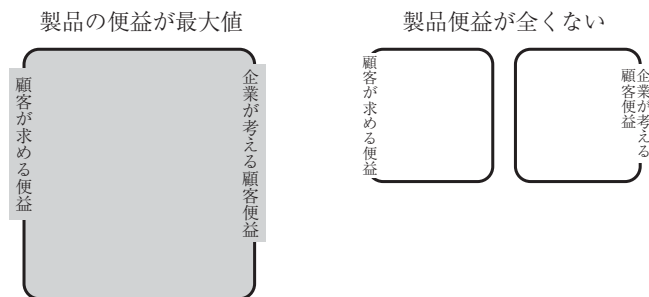 製品の便益が最大値
顧客が求める便益
企業が考える顧客便益
製品便益が全くない
顧客が求める便益
企業が考える
顧客便益